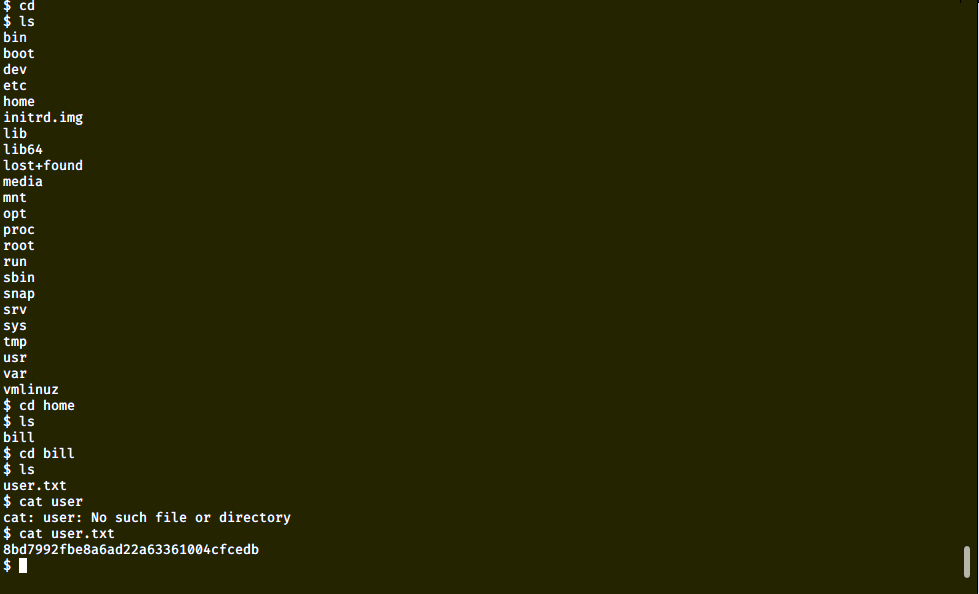 $ cd
$ ls
bin
boot
dev
etc
home
initrd.img
lib
lib64
lost+found
media
mnt
opt
proc
root
run
sbin
snap
srv
sys
tmp
usr
var
vmlinuz
$ cd home
$ ls
bill
$ cd bill
$ ls
user.txt
$ cat user
cat: user: No such file or directory
$ cat user.txt
8bd7992fbe8a6ad22a63361004cfcedb
$